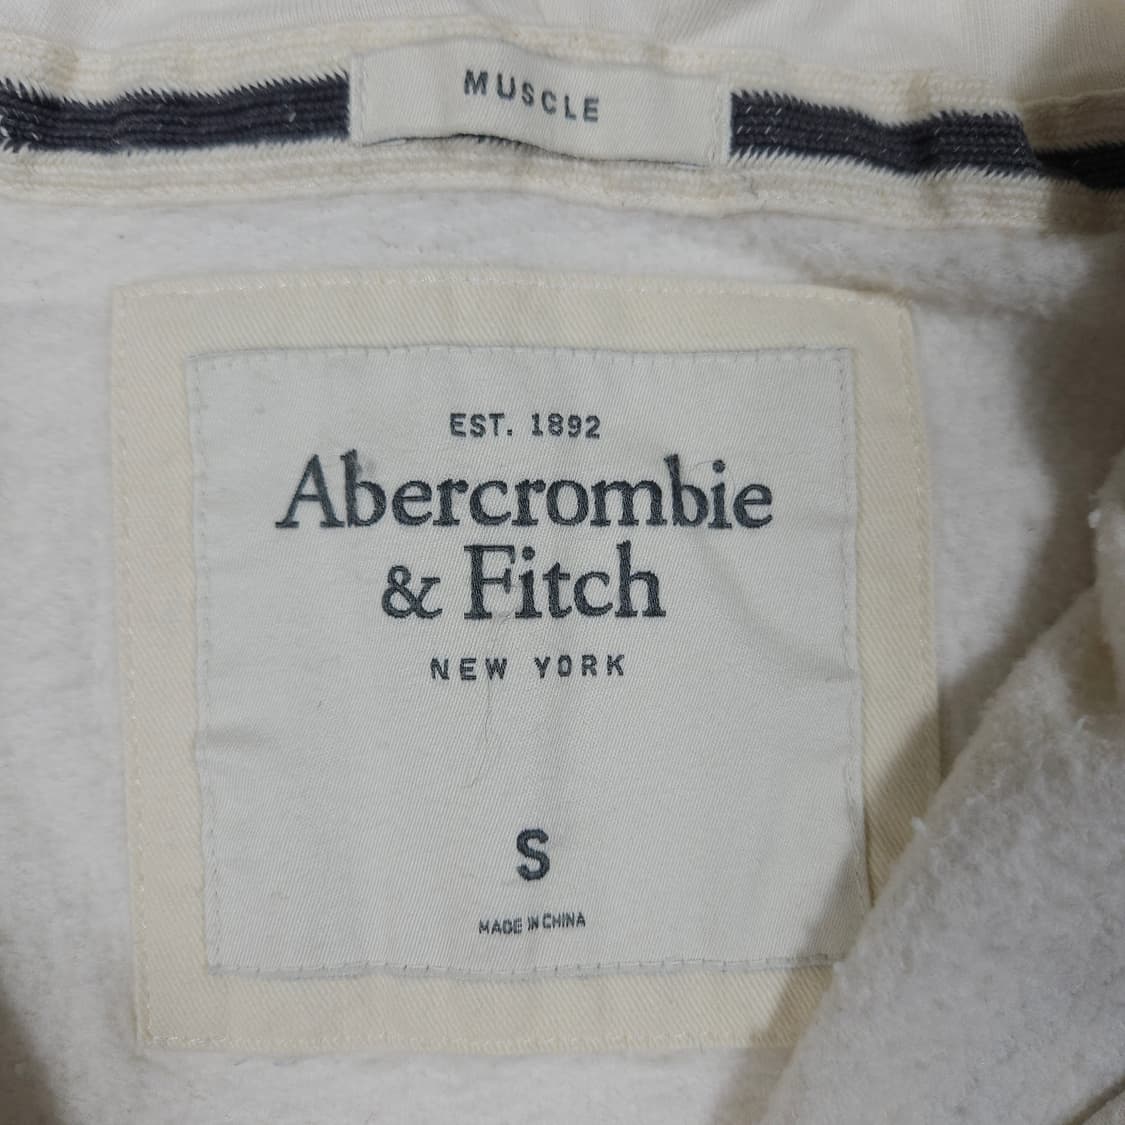 MUSCLE
EST. 1892
Abercrombie
& Fitch
NEW YORK
S
MADE IN CHINA